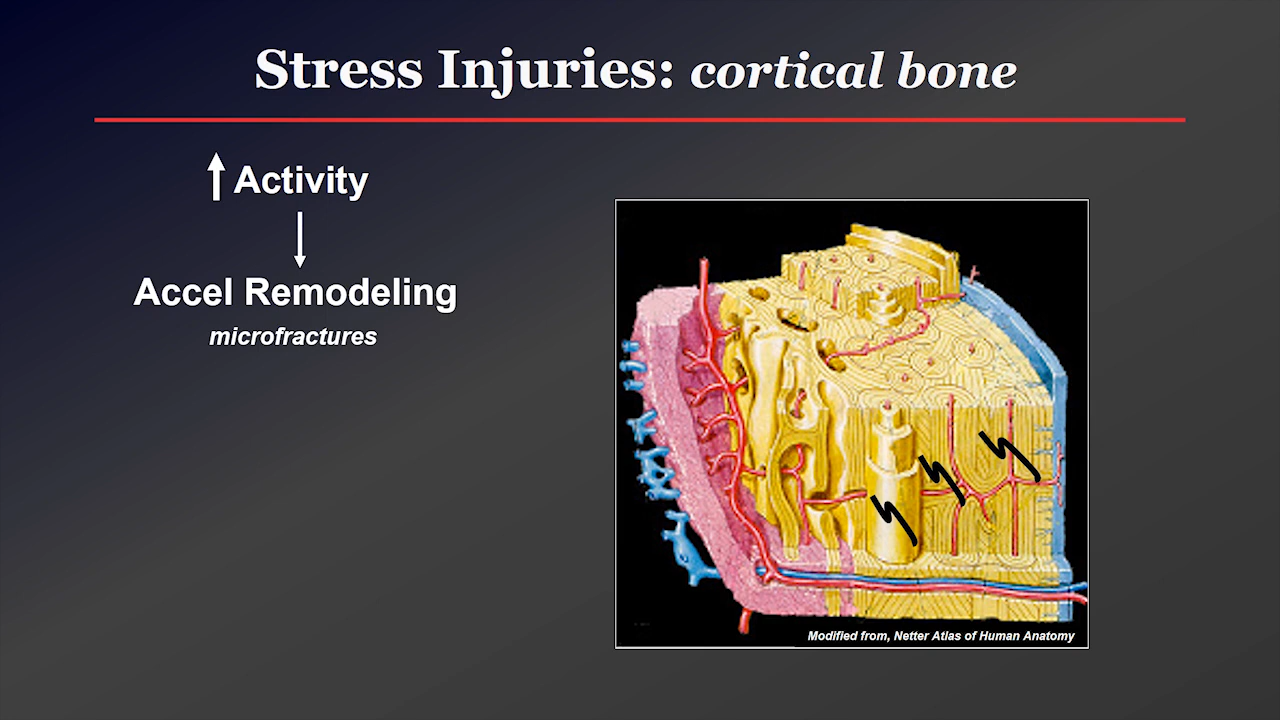 Stress Injuries: cortical bone
Activity
Accel Remodeling
microfractures
Modified from, Netter Atlas of Human Anatomy